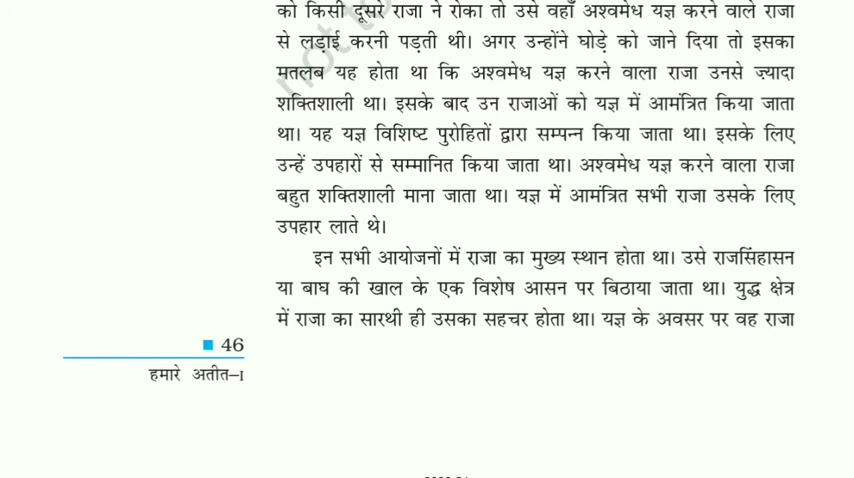 को किसी दूसरे राजा ने रोका तो उसे वहाँ अश्वमेध यज्ञ करने वाले राजा
से लड़ाई करनी पड़ती थी। अगर उन्होंने घोड़े को जाने दिया तो इसका
मतलब यह होता था कि अश्वमेध यज्ञ करने वाला राजा उनसे ज़्यादा
शक्तिशाली था। इसके बाद उन राजाओं को यज्ञ में आमंत्रित किया जाता
था। यह यज्ञ विशिष्ट पुरोहितों द्वारा सम्पन्न किया जाता था। इसके लिए
उन्हें उपहारों से सम्मानित किया जाता था। अश्वमेध यज्ञ करने वाला राजा
बहुत शक्तिशाली माना जाता था। यज्ञ में आमंत्रित सभी राजा उसके लिए
उपहार लाते थे।
इन सभी आयोजनों में राजा का मुख्य स्थान होता था। उसे राजसिंहासन
या बाघ की खाल के एक विशेष आसन पर बिठाया जाता था। युद्ध क्षेत्र
में राजा का सारथी ही उसका सहचर होता था। यज्ञ के अवसर पर वह राजा
46
हमारे अतीत–I
not to